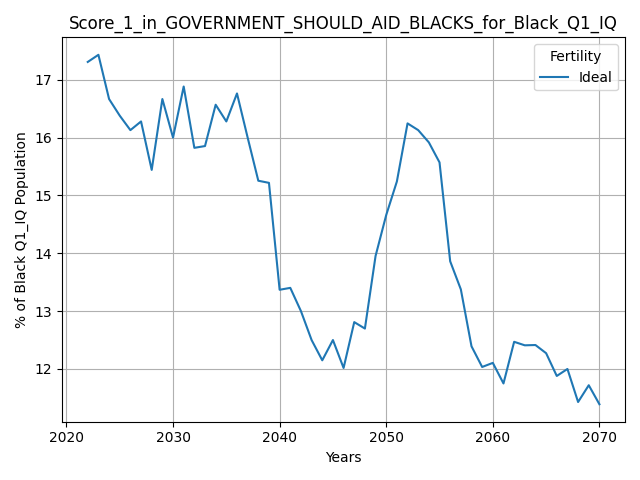 Score_1_in_GOVERNMENT_SHOULD_AID_BLACKS_for_Black_Q1_IQ
Fertility
Ideal
% of Black Q1_IQ Population
17
16
15
14
13
12
2020 2030 2040 2050 2060 2070
Years